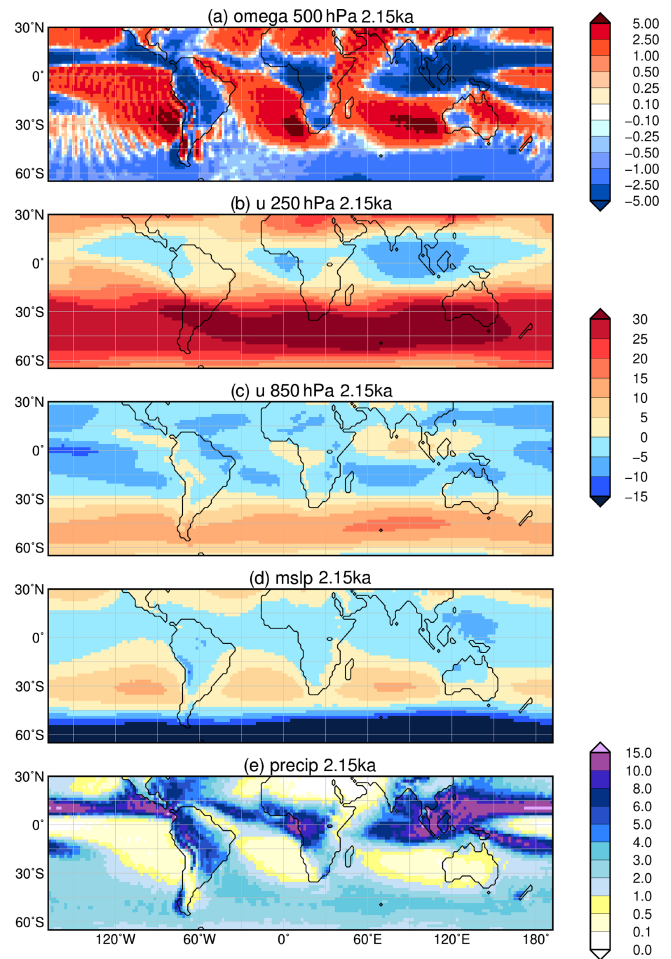 (a) omega 500 hPa 2.15ka
30˚N
0˚
30˚S
60˚S
5.00
2.50
1.00
0.50
0.25
0.10
−0.10
−0.25
−0.50
−1.00
−2.50
−5.00
(b) u 250 hPa 2.15ka
30˚N
0˚
30˚S
60˚S
(c) u 850 hPa 2.15ka
30˚N
0˚
30˚S
60˚S
30
25
20
15
10
5
0
−5
−10
−15
(d) mslp 2.15ka
30˚N
0˚
30˚S
60˚S
(e) precip 2.15ka
30˚N
0˚
30˚S
60˚S
15.0
10.0
8.0
6.0
5.0
4.0
3.0
2.0
1.0
0.5
0.1
0.0
120˚W 60˚W 0˚ 60˚E 120˚E 180˚